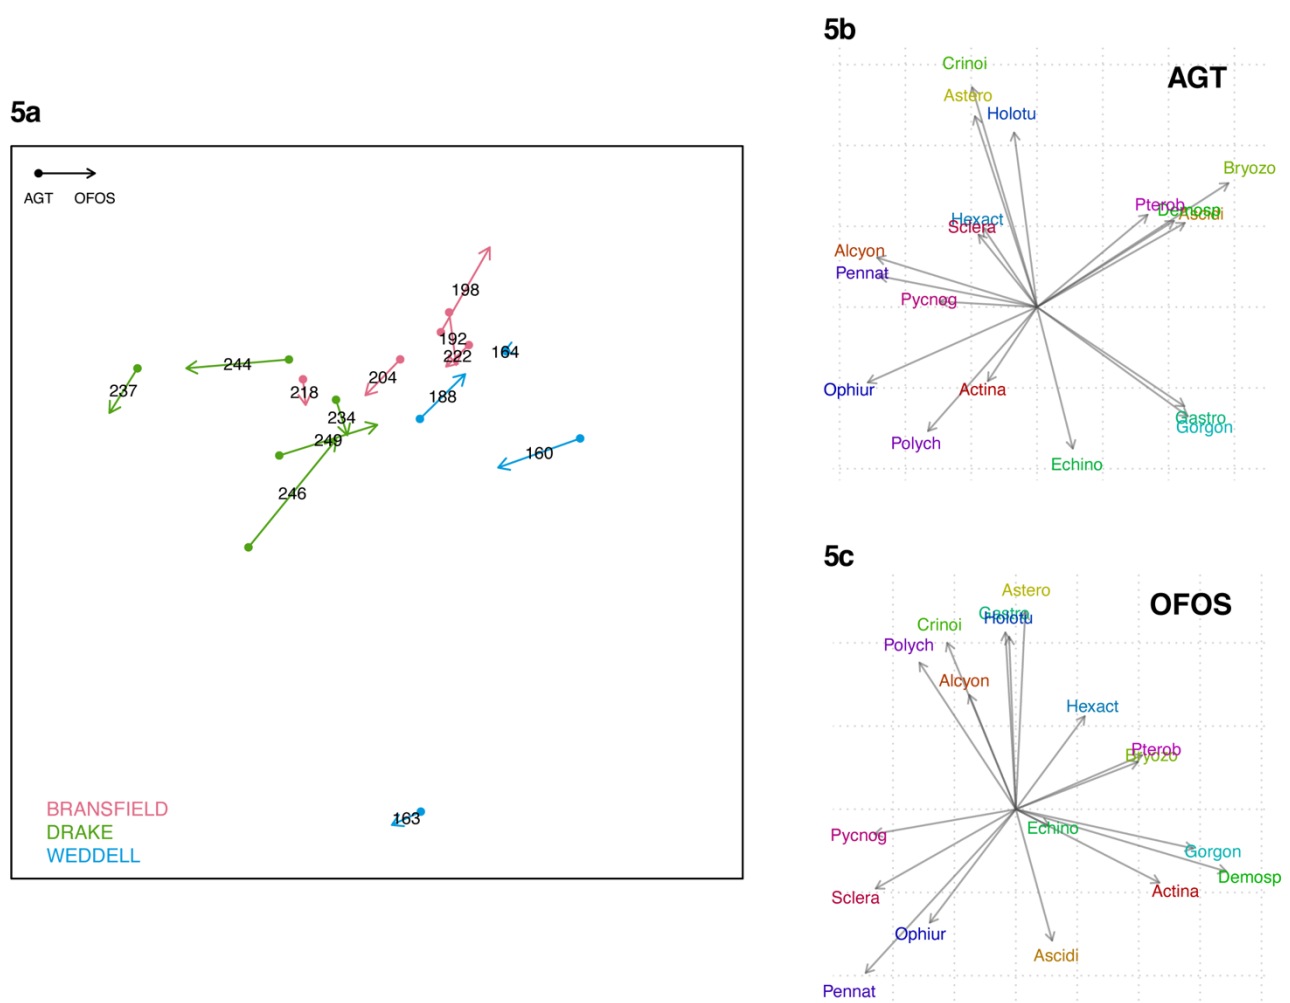 5a
AGT OFOS
198
192
222
164
244
237
218
204
188
234
249
160
246
163
BRANSFIELD
DRAKE
WEDDELL
5b
AGT
Crinoi
Astero
Holotu
Bryozo
Pterob
Demosp
Ascidi
Hexact
Sclera
Alcyon
Pennat
Pycnog
Ophiur
Actina
Gastro
Gorgon
Polych
Echino
5c
OFOS
Astero
Gastro
Holotu
Crinoi
Polych
Alcyon
Hexact
Pterob
Bryozo
Echino
Pycnog
Gorgon
Demosp
Actina
Sclera
Ophiur
Ascidi
Pennat